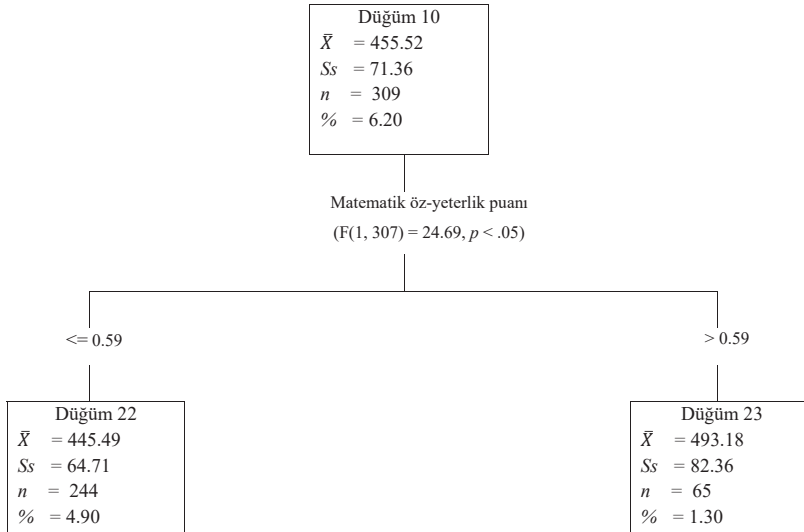 Düğüm 10
X̄ = 455.52
Ss = 71.36
n = 309
% = 6.20
Matematik öz-yeterlik puanı
(F(1, 307) = 24.69, p < .05)
<= 0.59
> 0.59
Düğüm 22
X̄ = 445.49
Ss = 64.71
n = 244
% = 4.90
Düğüm 23
X̄ = 493.18
Ss = 82.36
n = 65
% = 1.30